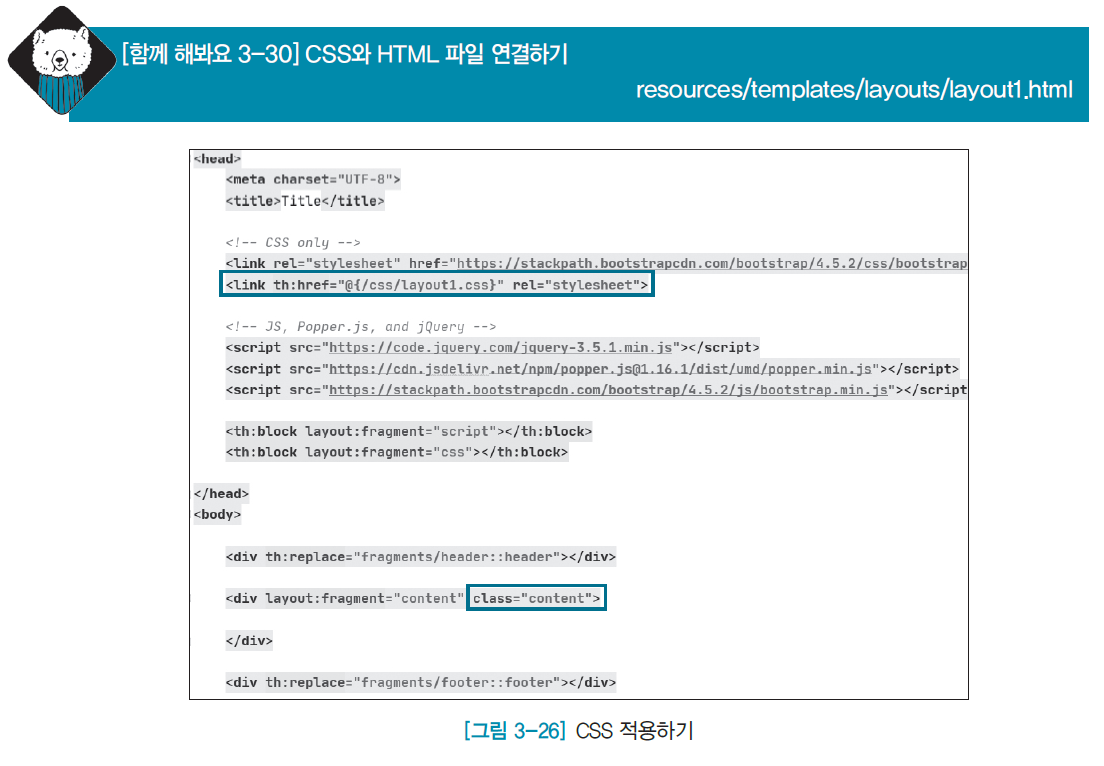 [함께 해봐요 3-30] CSS와 HTML 파일 연결하기
resources/templates/layouts/layout1.html
<head>
<meta charset="UTF-8">
<title>Title</title>
<!-- CSS only -->
<link rel="stylesheet" href="https://stackpath.bootstrapcdn.com/bootstrap/4.5.2/css/bootstrap
<link th:href="@{/css/layout1.css}" rel="stylesheet">
<!-- JS, Popper.js, and jQuery -->
<script src="https://code.jquery.com/jquery-3.5.1.min.js"></script>
<script src="https://cdn.jsdelivr.net/npm/popper.js@1.16.1/dist/umd/popper.min.js"></script>
<script src="https://stackpath.bootstrapcdn.com/bootstrap/4.5.2/js/bootstrap.min.js"></script
<th:block layout:fragment="script"></th:block>
<th:block layout:fragment="css"></th:block>
</head>
<body>
<div th:replace="fragments/header::header"></div>
<div layout:fragment="content" class="content">
</div>
<div th:replace="fragments/footer::footer"></div>
[그림 3-26] CSS 적용하기